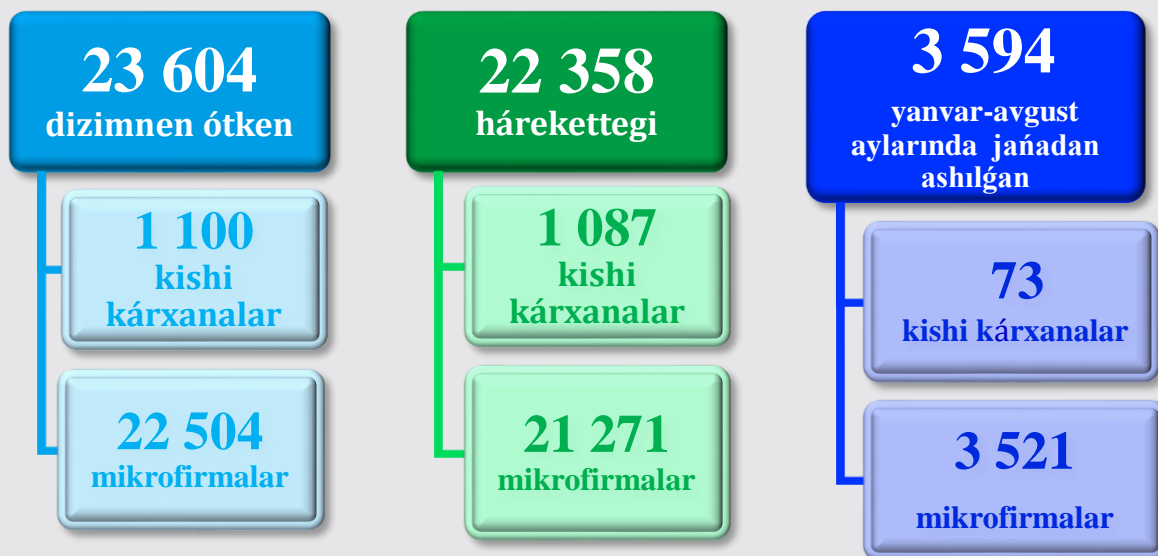 23 604
dizimnen ótken
1 100
kishi
kárxanalar
22 504
mikrofirmalar
22 358
hárekettegi
1 087
kishi
kárxanalar
21 271
mikrofirmalar
3 594
yanvar-avgust
aylarında jańadan
ashılǵan
73
kishi kárxanalar
3 521
mikrofirmalar